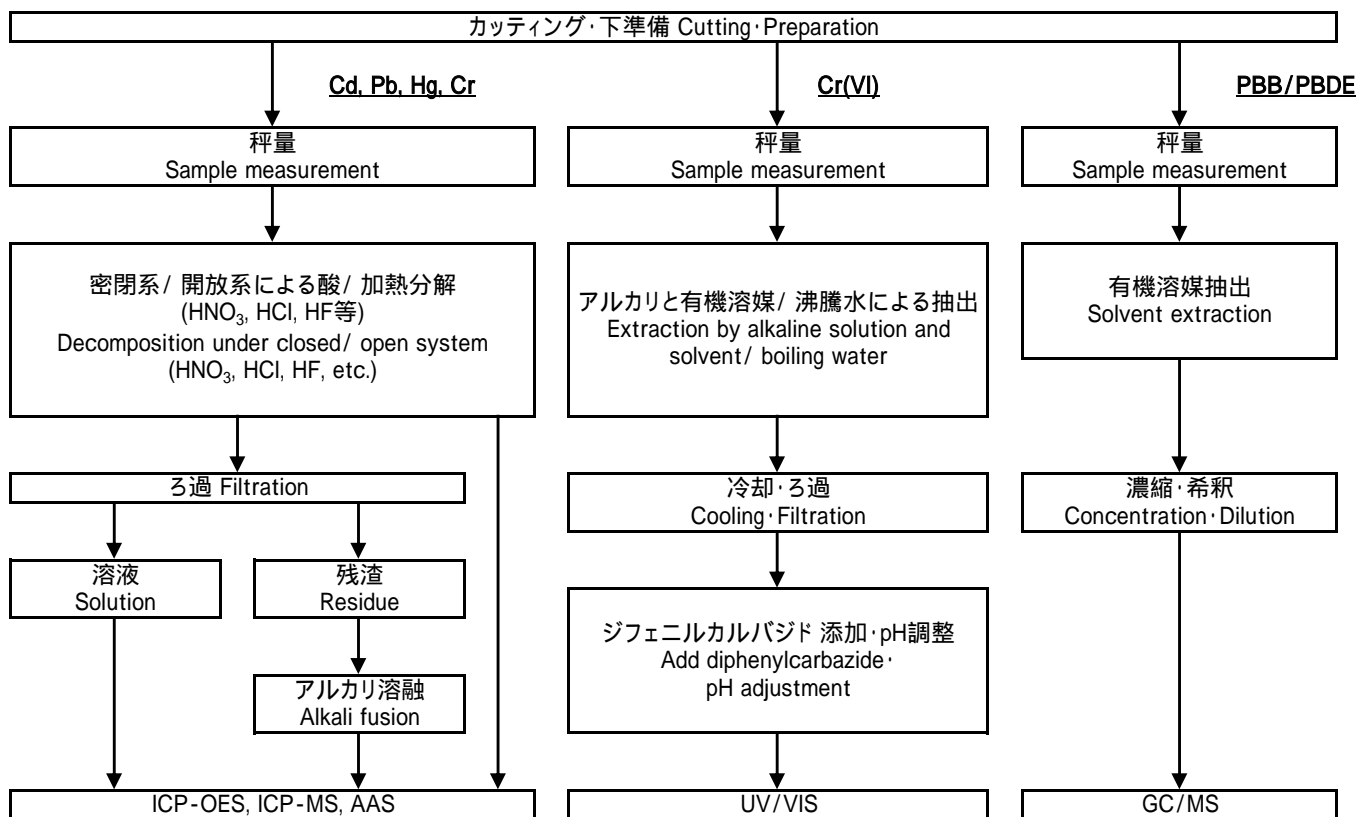 カッティング･下準備 Cutting･Preparation
Cd, Pb, Hg, Cr
Cr(VI)
PBB/PBDE
秤量
Sample measurement
秤量
Sample measurement
秤量
Sample measurement
密閉系/ 開放系による酸/ 加熱分解
(HNO₃, HCl, HF等)
Decomposition under closed/ open system
(HNO₃, HCl, HF, etc.)
アルカリと有機溶媒/ 沸騰水による抽出
Extraction by alkaline solution and
solvent/ boiling water
有機溶媒抽出
Solvent extraction
ろ過 Filtration
冷却･ろ過
Cooling･Filtration
濃縮･希釈
Concentration･Dilution
溶液
Solution
残渣
Residue
ジフェニルカルバジド 添加･pH調整
Add diphenylcarbazide･
pH adjustment
アルカリ溶融
Alkali fusion
ICP-OES, ICP-MS, AAS
UV/VIS
GC/MS